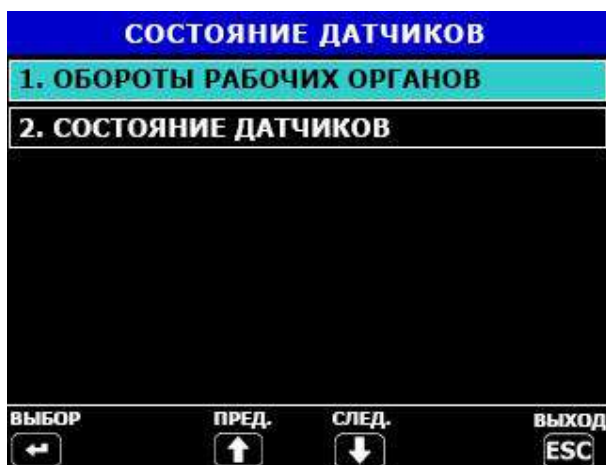 СОСТОЯНИЕ ДАТЧИКОВ
1. ОБОРОТЫ РАБОЧИХ ОРГАНОВ
2. СОСТОЯНИЕ ДАТЧИКОВ
ВЫБОР ПРЕД. СЛЕД. ВЫХОД
ESC